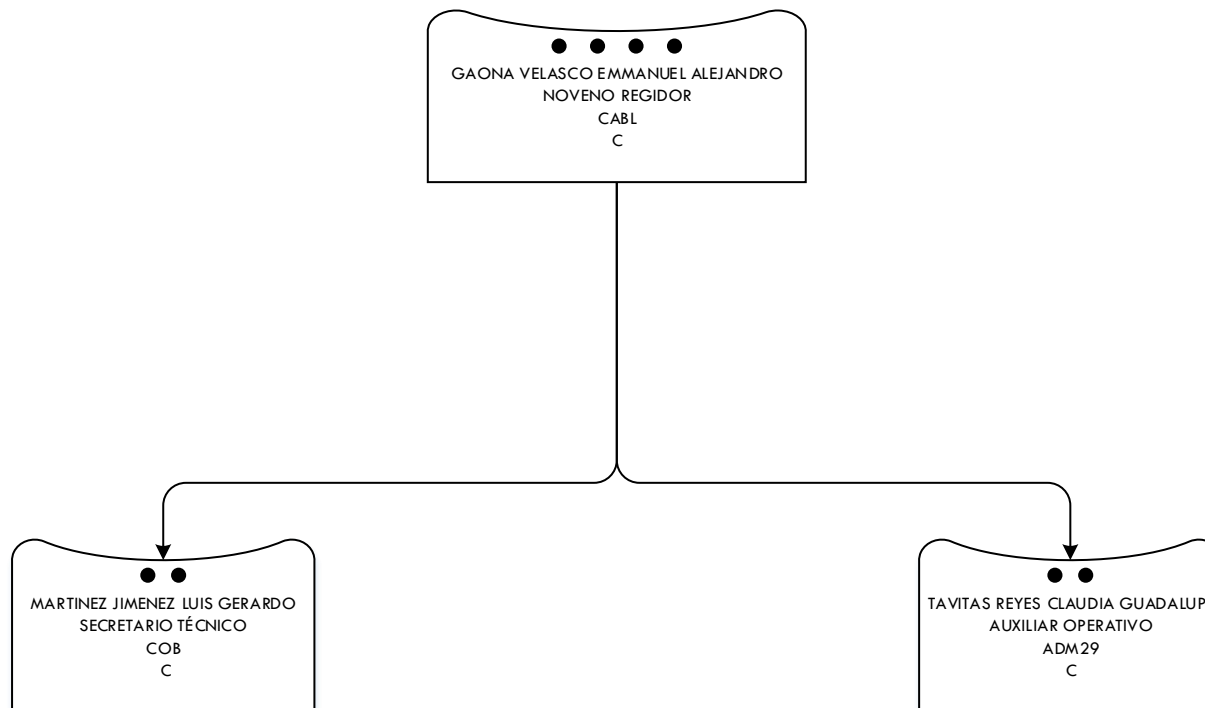 GAONA VELASCO EMMANUEL ALEJANDRO
NOVENO REGIDOR
CABL
C
MARTINEZ JIMENEZ LUIS GERARDO
SECRETARIO TÉCNICO
COB
C
TAVITAS REYES CLAUDIA GUADALUP
AUXILIAR OPERATIVO
ADM29
C